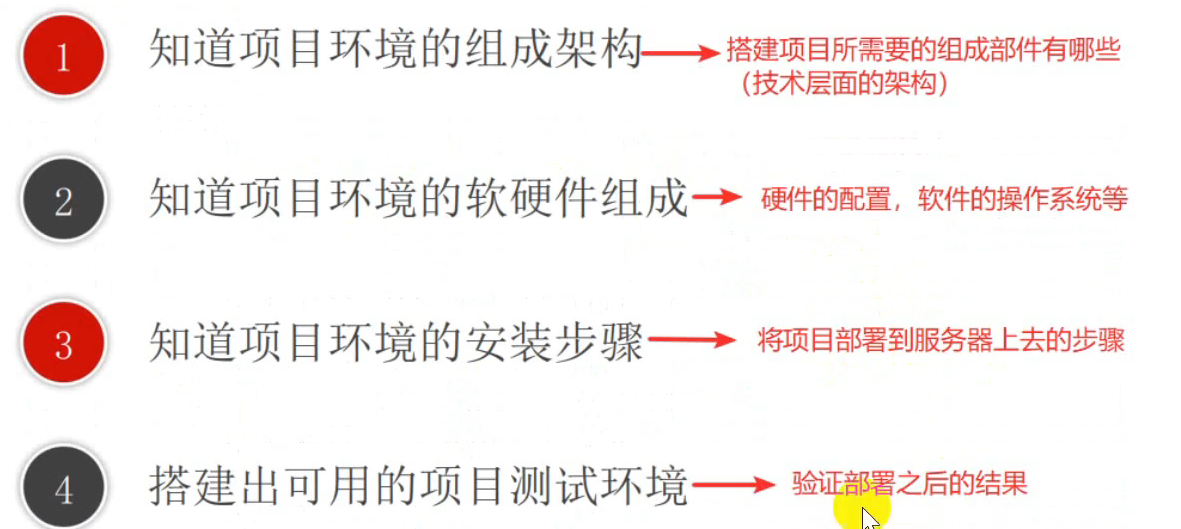 1 知道项目环境的组成架构 搭建项目所需要的组成部件有哪些
（技术层面的架构）
2 知道项目环境的软硬件组成 硬件的配置，软件的操作系统等
3 知道项目环境的安装步骤 将项目部署到服务器上去的步骤
4 搭建出可用的项目测试环境 验证部署之后的结果